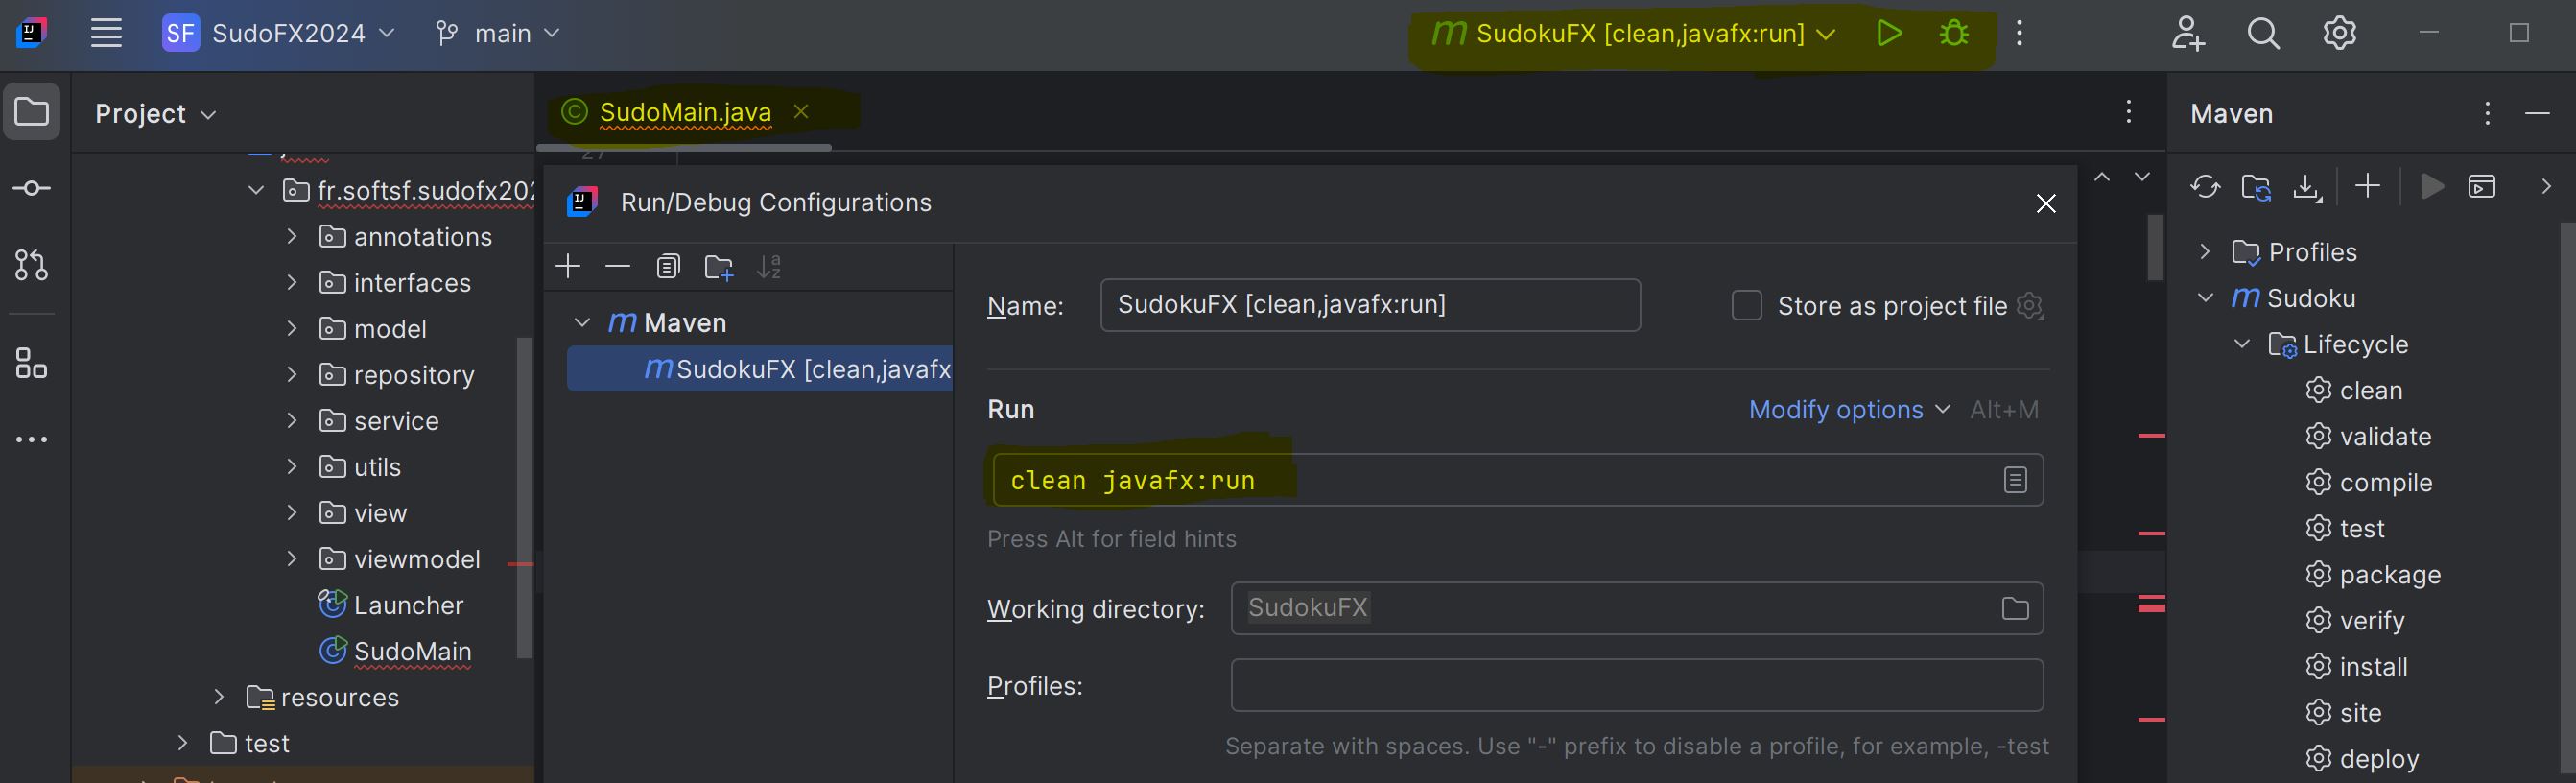 SF SudoFX2024 main
SudokuFX [clean,javafx:run]
Project
fr.softsf.sudofx202
annotations
interfaces
model
repository
service
utils
view
viewmodel
Launcher
SudoMain
resources
test
SudoMain.java
27
Run/Debug Configurations
Maven
SudokuFX [clean,javafx
Name: SudokuFX [clean,javafx:run] Store as project file
Run Modify options Alt+M
clean javafx:run
Press Alt for field hints
Working directory: SudokuFX
Profiles:
Separate with spaces. Use "-" prefix to disable a profile, for example, -test
Maven
Profiles
Sudoku
Lifecycle
clean
validate
compile
test
package
verify
install
site
deploy